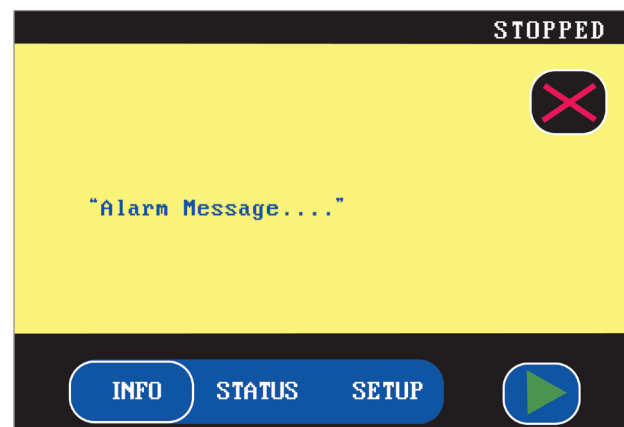 STOPPED
“Alarm Message....”
INFO STATUS SETUP